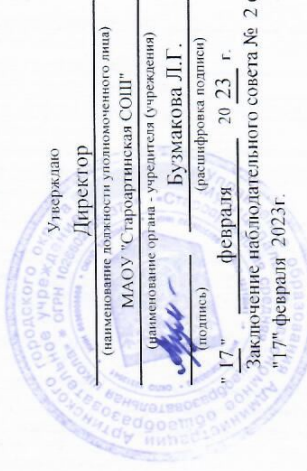 Утверждаю
Директор
(наименование должности уполномоченного лица)
МАОУ "Староартинская СОШ"
(наименование органа - учредителя (учреждения)
Бузмакова Л.Г.
(подпись) (расшифровка подписи)
" 17 " февраля 20 23 г.
Заключение наблюдательного совета № 2 о
"17" февраля 2023г.